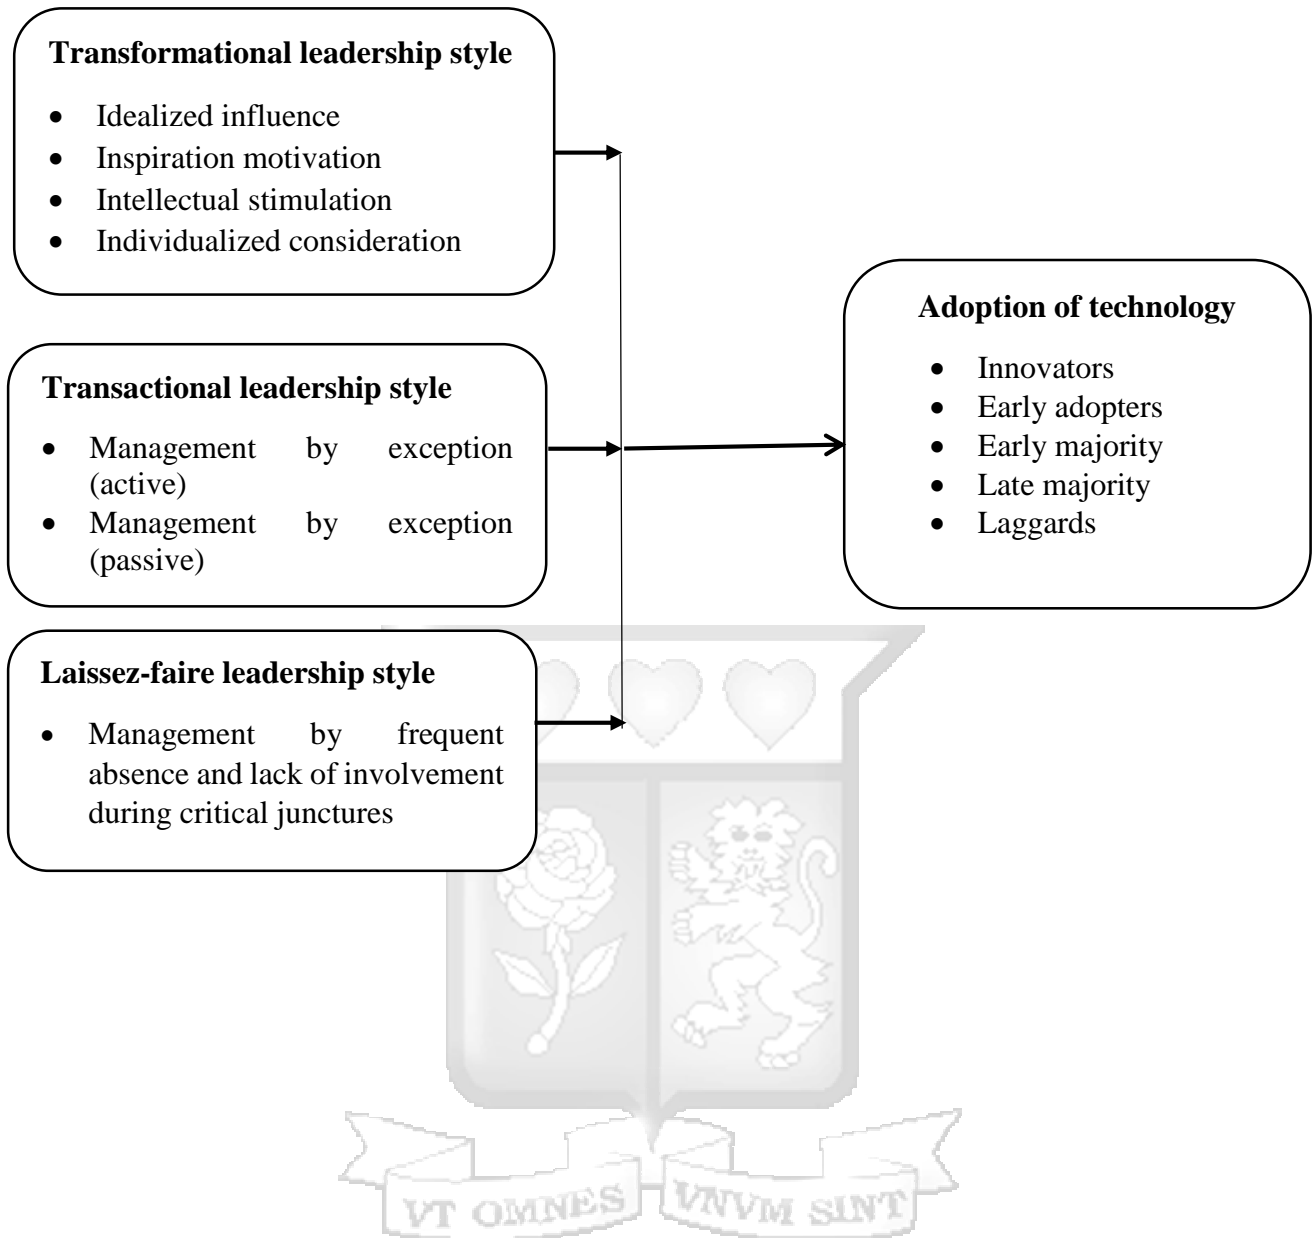 Transformational leadership style
• Idealized influence
• Inspiration motivation
• Intellectual stimulation
• Individualized consideration
Transactional leadership style
• Management by exception
(active)
• Management by exception
(passive)
Laissez-faire leadership style
• Management by frequent
absence and lack of involvement
during critical junctures
Adoption of technology
• Innovators
• Early adopters
• Early majority
• Late majority
• Laggards
VT OMNES VNVM SINT